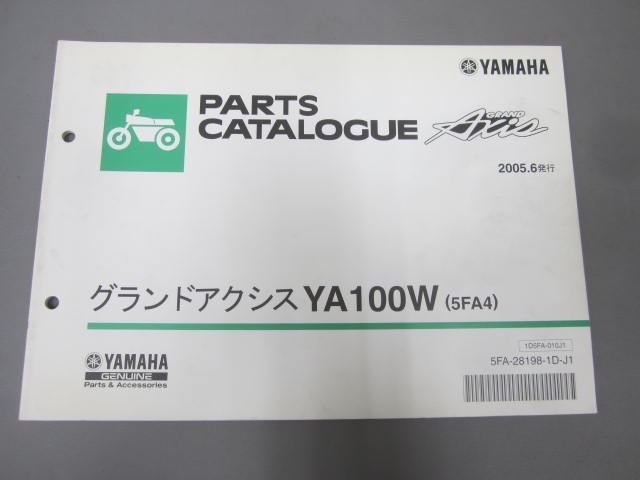 YAMAHA
PARTS
CATALOGUE
GRAND
Axis
2005.6発行
グランドアクシス YA100W (5FA4)
YAMAHA
GENUINE
Parts & Accessories
1D5FA-010J1
5FA-28198-1D-J1